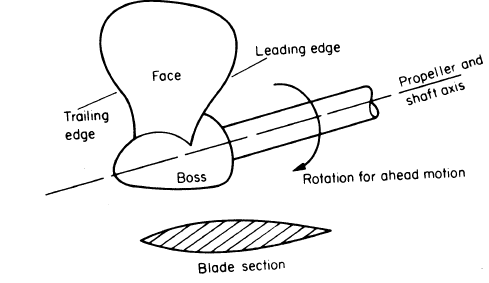 Leading edge
Face
Propeller and
shaft axis
Trailing
edge
Boss
Rotation for ahead motion
Blade section